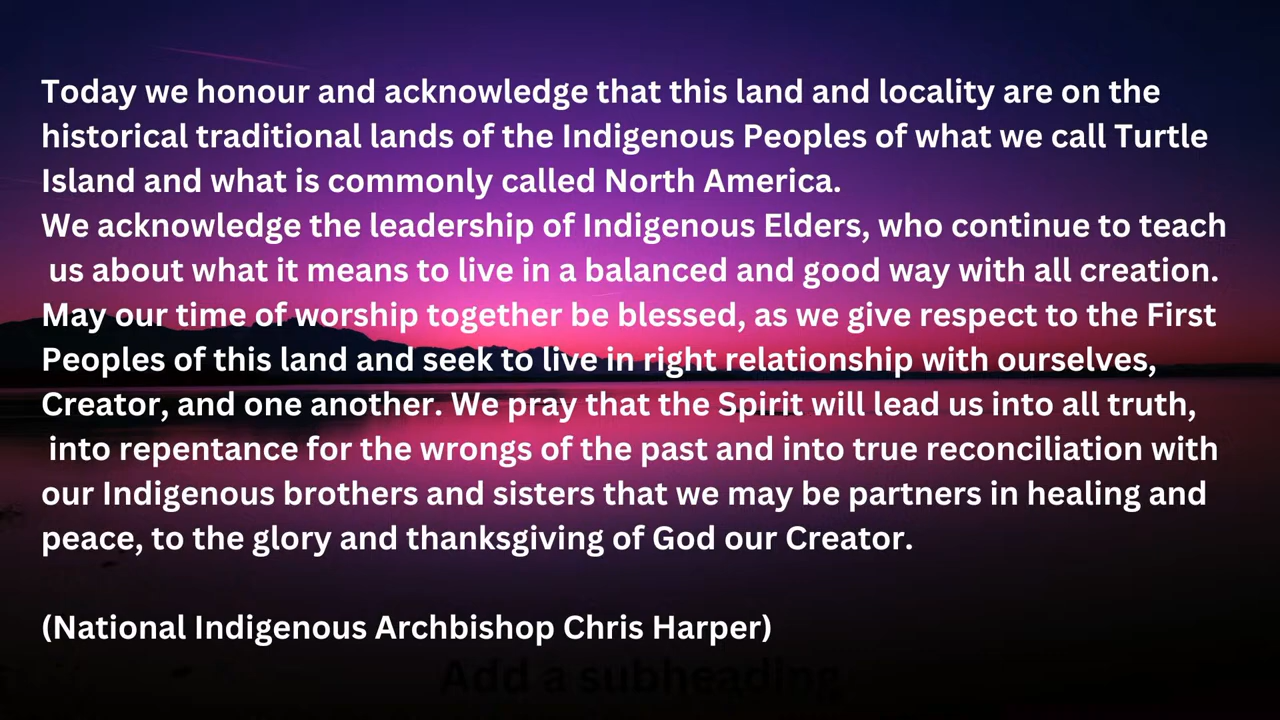 Today we honour and acknowledge that this land and locality are on the
historical traditional lands of the Indigenous Peoples of what we call Turtle
Island and what is commonly called North America.
We acknowledge the leadership of Indigenous Elders, who continue to teach
us about what it means to live in a balanced and good way with all creation.
May our time of worship together be blessed, as we give respect to the First
Peoples of this land and seek to live in right relationship with ourselves,
Creator, and one another. We pray that the Spirit will lead us into all truth,
into repentance for the wrongs of the past and into true reconciliation with
our Indigenous brothers and sisters that we may be partners in healing and
peace, to the glory and thanksgiving of God our Creator.
(National Indigenous Archbishop Chris Harper)
Add a subheading